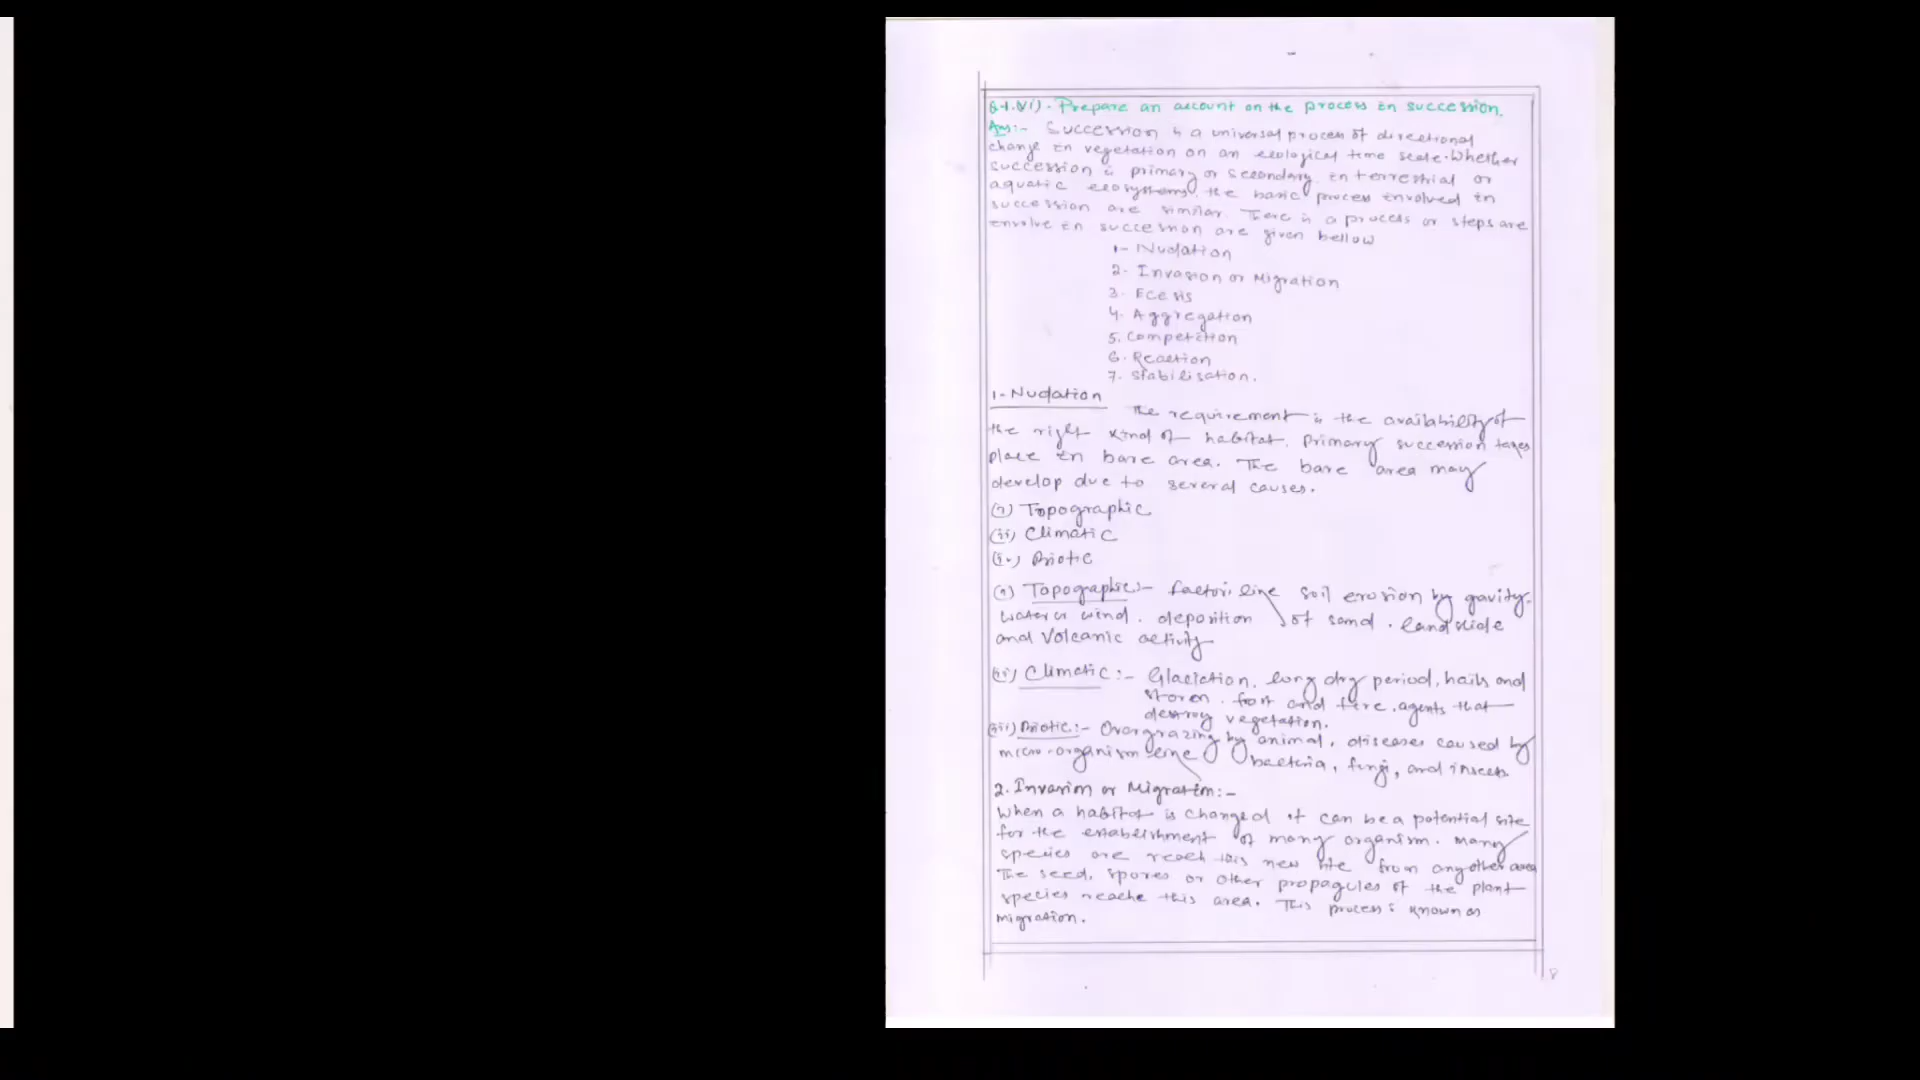 Q-1.(vi)- Prepare an account on the process in succession.
Ans:- Succession is a universal process of directional
change in vegetation on an ecological time scale. Whether
succession is primary or secondary. in terrestrial or
aquatic ecosystems, the basic process involved in
succession are similar. There is a process or steps are
involve in succession are given bellow
1- Nudation
2- Invasion or Migration
3- Ecesis
4. Aggregation
5. Competition
6. Reaction
7. Stabilisation.
1- Nudation
The requirement is the availability of
the right kind of habitat. Primary succession takes
place in bare area. The bare area may
develop due to several causes.
(i) Topographic
(ii) Climatic
Biotic
(i) Topographic:- factors like soil erosion by gravity.
water or wind. deposition of sand. landslide
and Volcanic activity
(ii) Climatic:- Glaciation, long dry period, hails and
storm. frost and fire. agents that
destroy vegetation.
(iii) Biotic:- Overgrazing by animal, diseases caused by
micro-organism like bacteria, fungi, and insects
2. Invasion or Migration:-
When a habitat is changed it can be a potential site
for the establishment of many organism. Many
species are reach this new site from anyother area
The seed, spores or other propagules of the plant
species reache this area. This process is known as
migration.
8